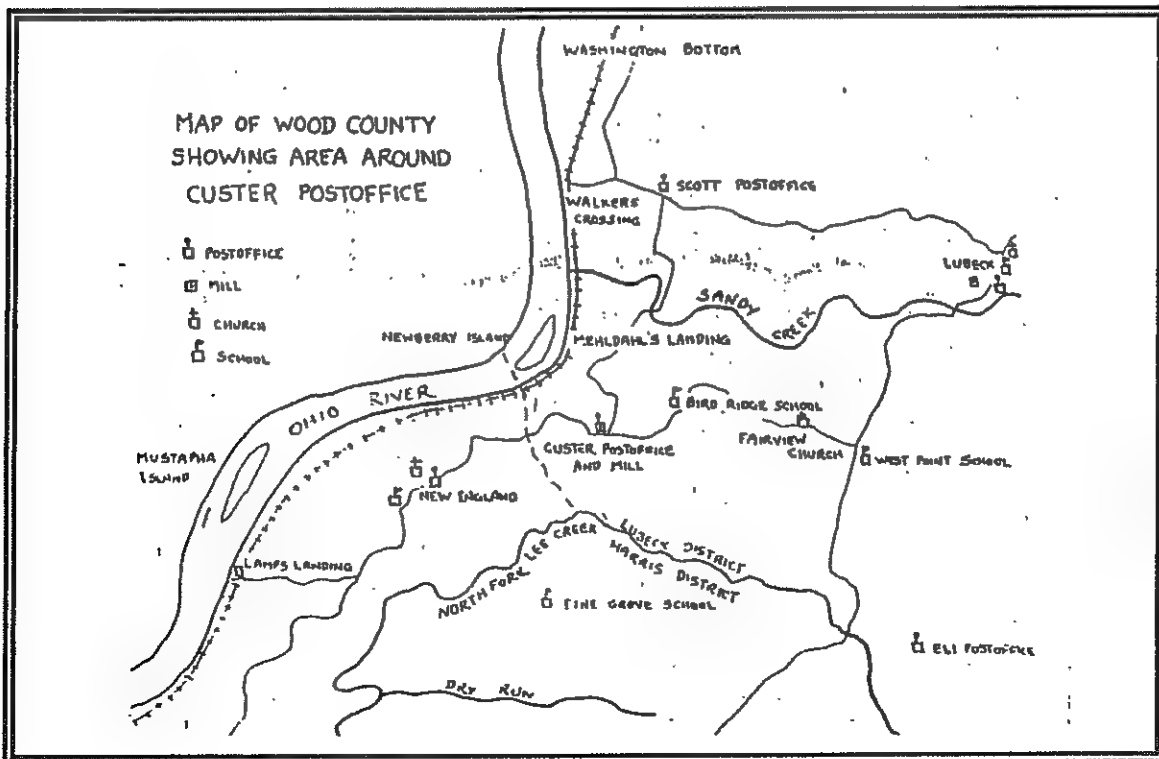 WASHINGTON BOTTOM
MAP OF WOOD COUNTY
SHOWING AREA AROUND
CUSTER POSTOFFICE
POSTOFFICE
MILL
CHURCH
SCHOOL
SCOTT POSTOFFICE
WALKERS
CROSSING
LUBECK
SANDY
CREEK
NEWBERRY ISLAND
MEHLDAHL'S LANDING
OHIO RIVER
BIRD RIDGE SCHOOL
FAIRVIEW
CHURCH
CUSTER POSTOFFICE
AND MILL
WEST POINT SCHOOL
MUSTAPHA
ISLAND
NEW ENGLAND
LAMPS LANDING
NORTH FORK LEE CREEK
LUBECK DISTRICT
HARRIS DISTRICT
PINE GROVE SCHOOL
ELI POSTOFFICE
DRY RUN